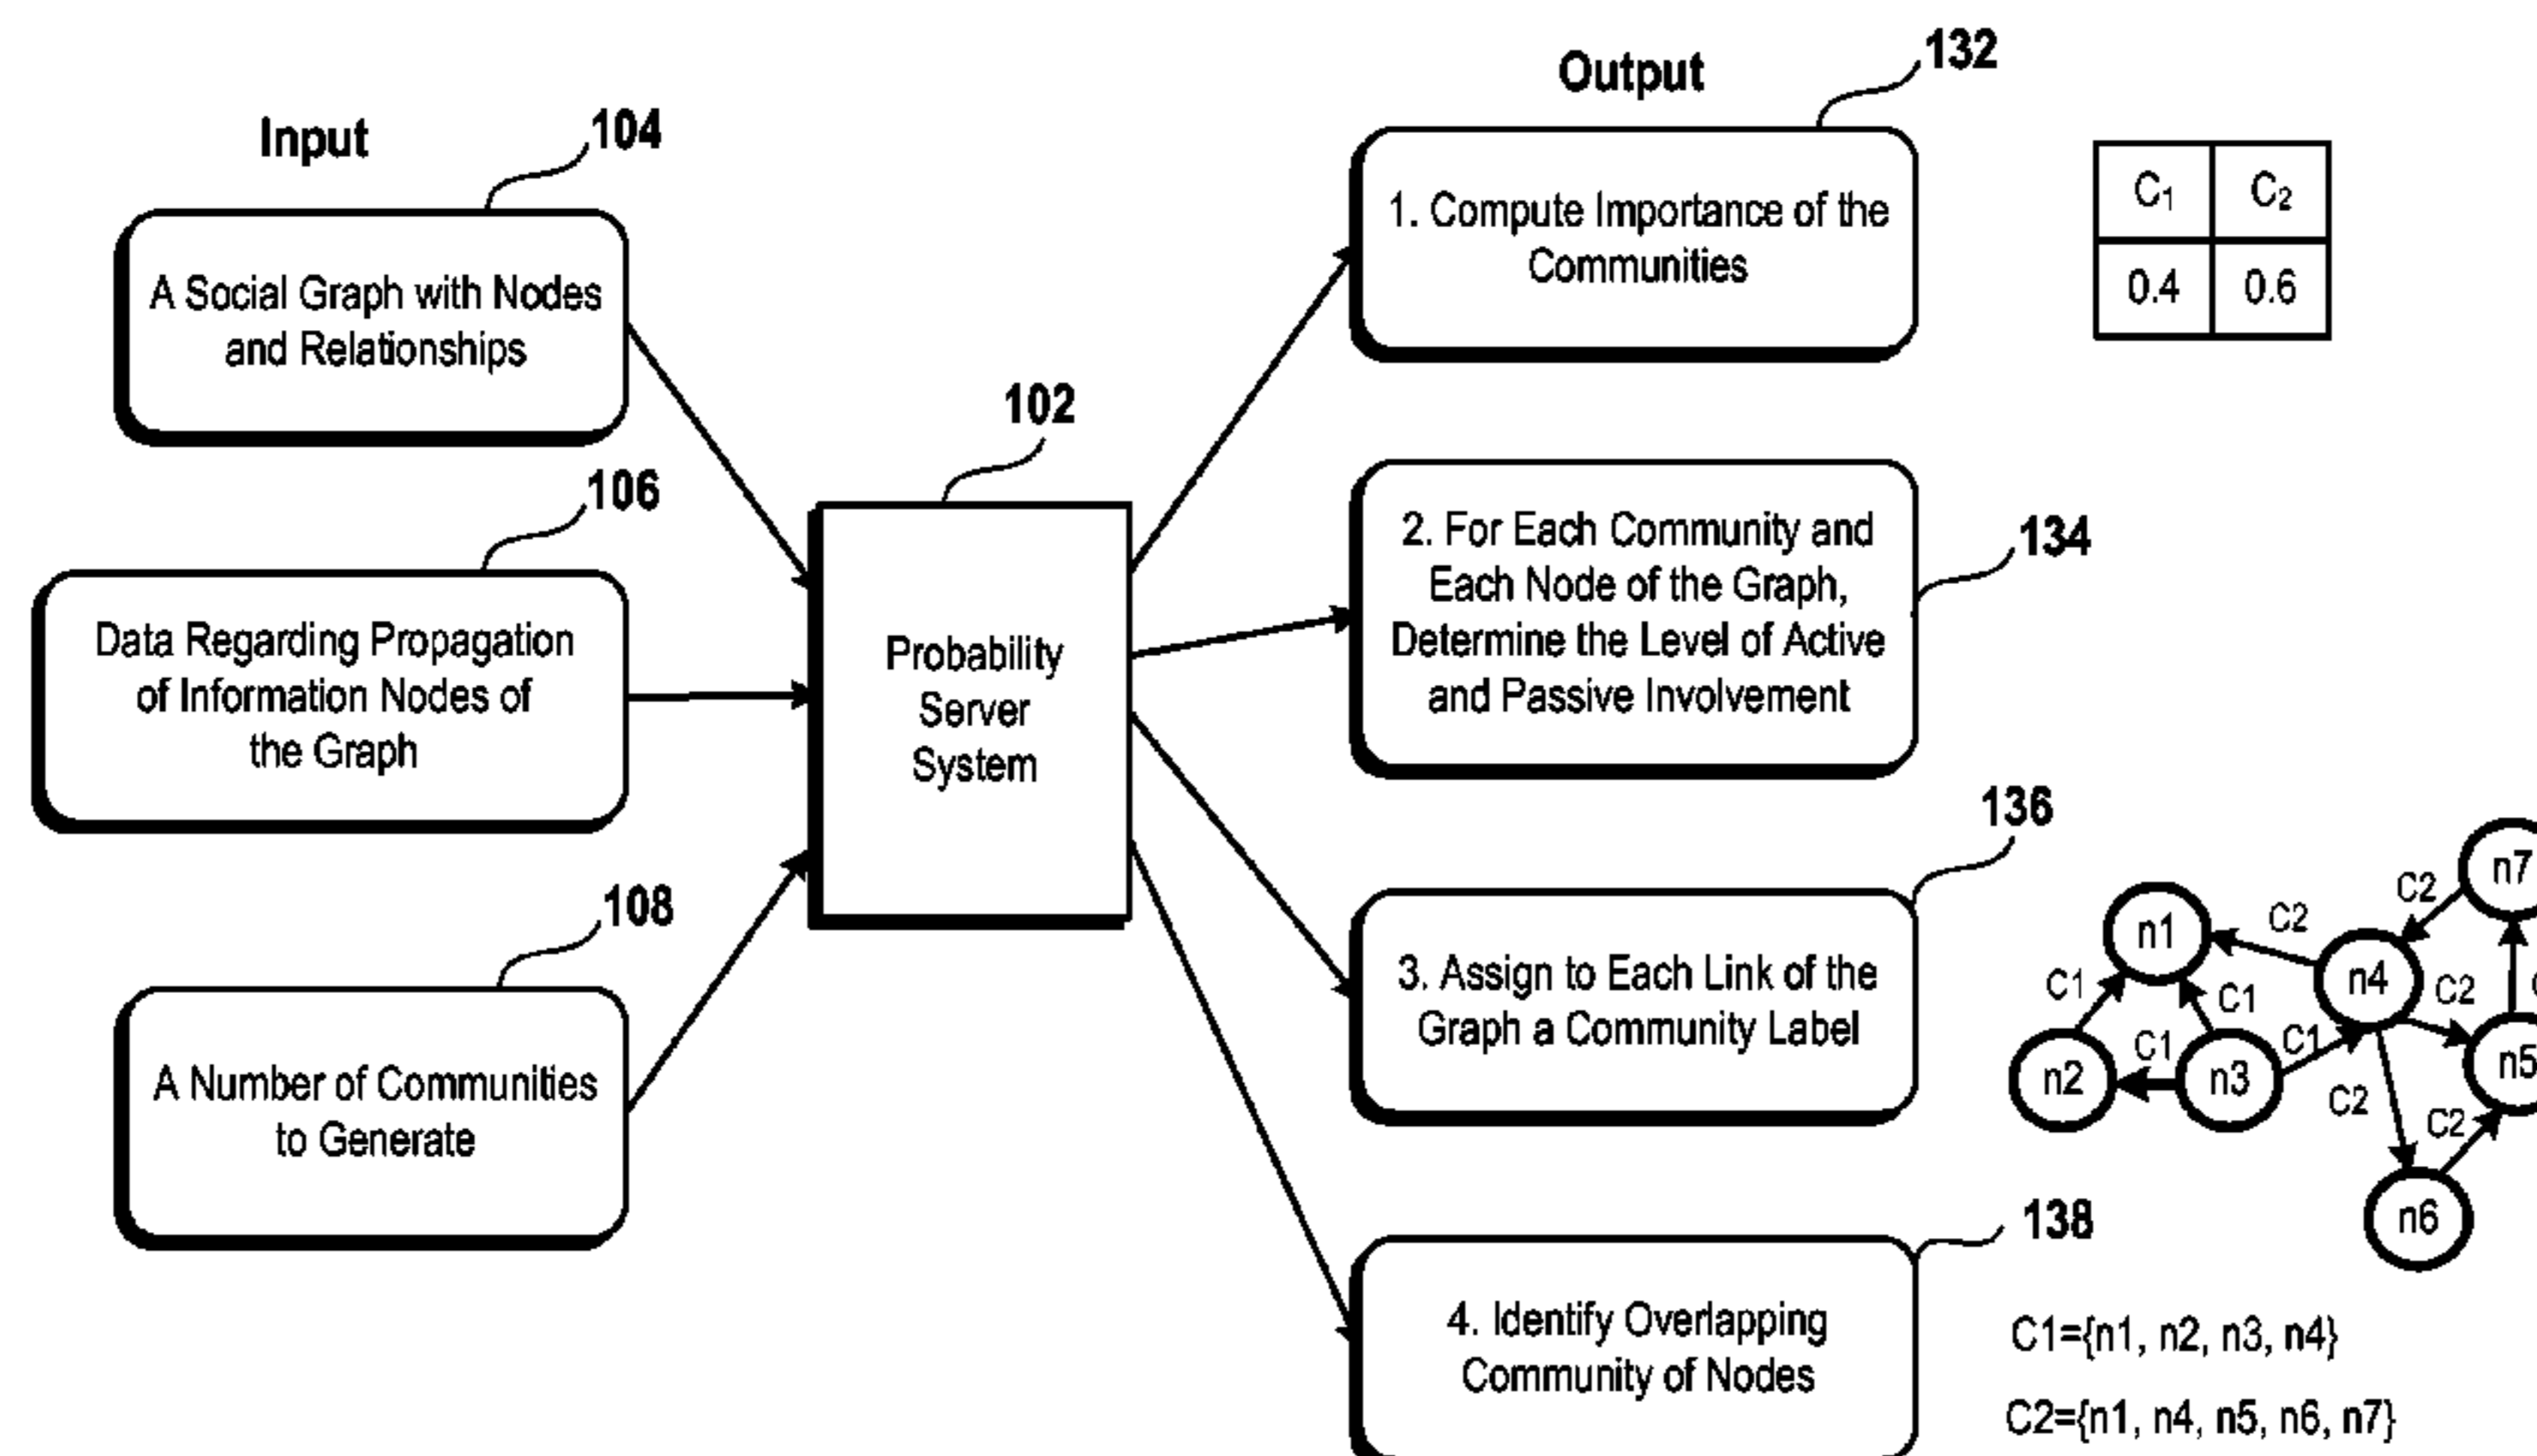 Input
104
A Social Graph with Nodes
and Relationships
106
Data Regarding Propagation
of Information Nodes of
the Graph
108
A Number of Communities
to Generate
102
Probability
Server
System
Output
132
1. Compute Importance of the
Communities
C₁ C₂
0.4 0.6
134
2. For Each Community and
Each Node of the Graph,
Determine the Level of Active
and Passive Involvement
136
3. Assign to Each Link of the
Graph a Community Label
n7
C2
C2
n1
n4
C1
C1
C2
n5
C1
C1
n2
n3
C2
C2
n6
138
4. Identify Overlapping
Community of Nodes
C1={n1, n2, n3, n4}
C2={n1, n4, n5, n6, n7}